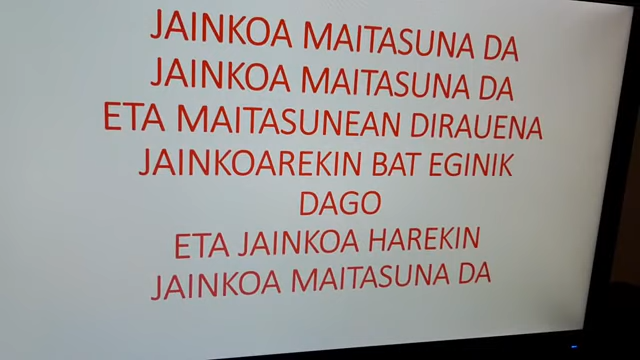 JAINKOA MAITASUNA DA
JAINKOA MAITASUNA DA
ETA MAITASUNEAN DIRAUENA
JAINKOAREKIN BAT EGINIK
DAGO
ETA JAINKOA HAREKIN
JAINKOA MAITASUNA DA